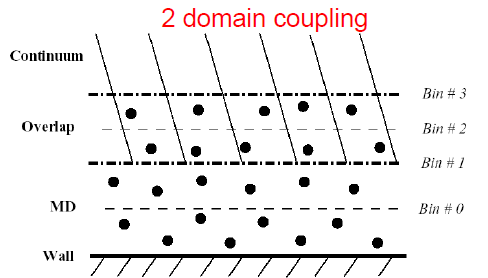 2 domain coupling
Continuum
Bin # 3
Overlap
Bin # 2
Bin # 1
MD
Bin # 0
Wall